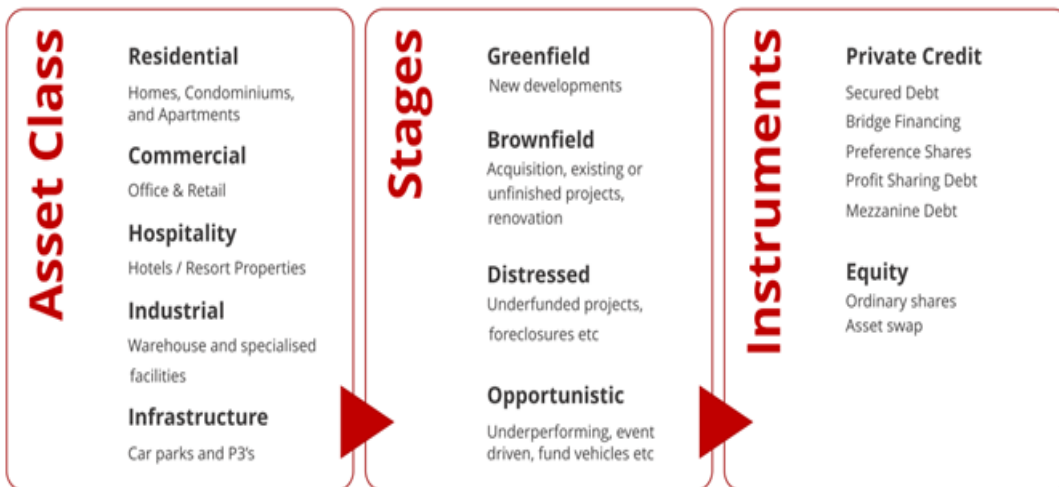 Asset Class
Residential
Homes, Condominiums,
and Apartments
Commercial
Office & Retail
Hospitality
Hotels / Resort Properties
Industrial
Warehouse and specialised
facilities
Infrastructure
Car parks and P3's
Stages
Greenfield
New developments
Brownfield
Acquisition, existing or
unfinished projects,
renovation
Distressed
Underfunded projects,
foreclosures etc
Opportunistic
Underperforming, event
driven, fund vehicles etc
Instruments
Private Credit
Secured Debt
Bridge Financing
Preference Shares
Profit Sharing Debt
Mezzanine Debt
Equity
Ordinary shares
Asset swap